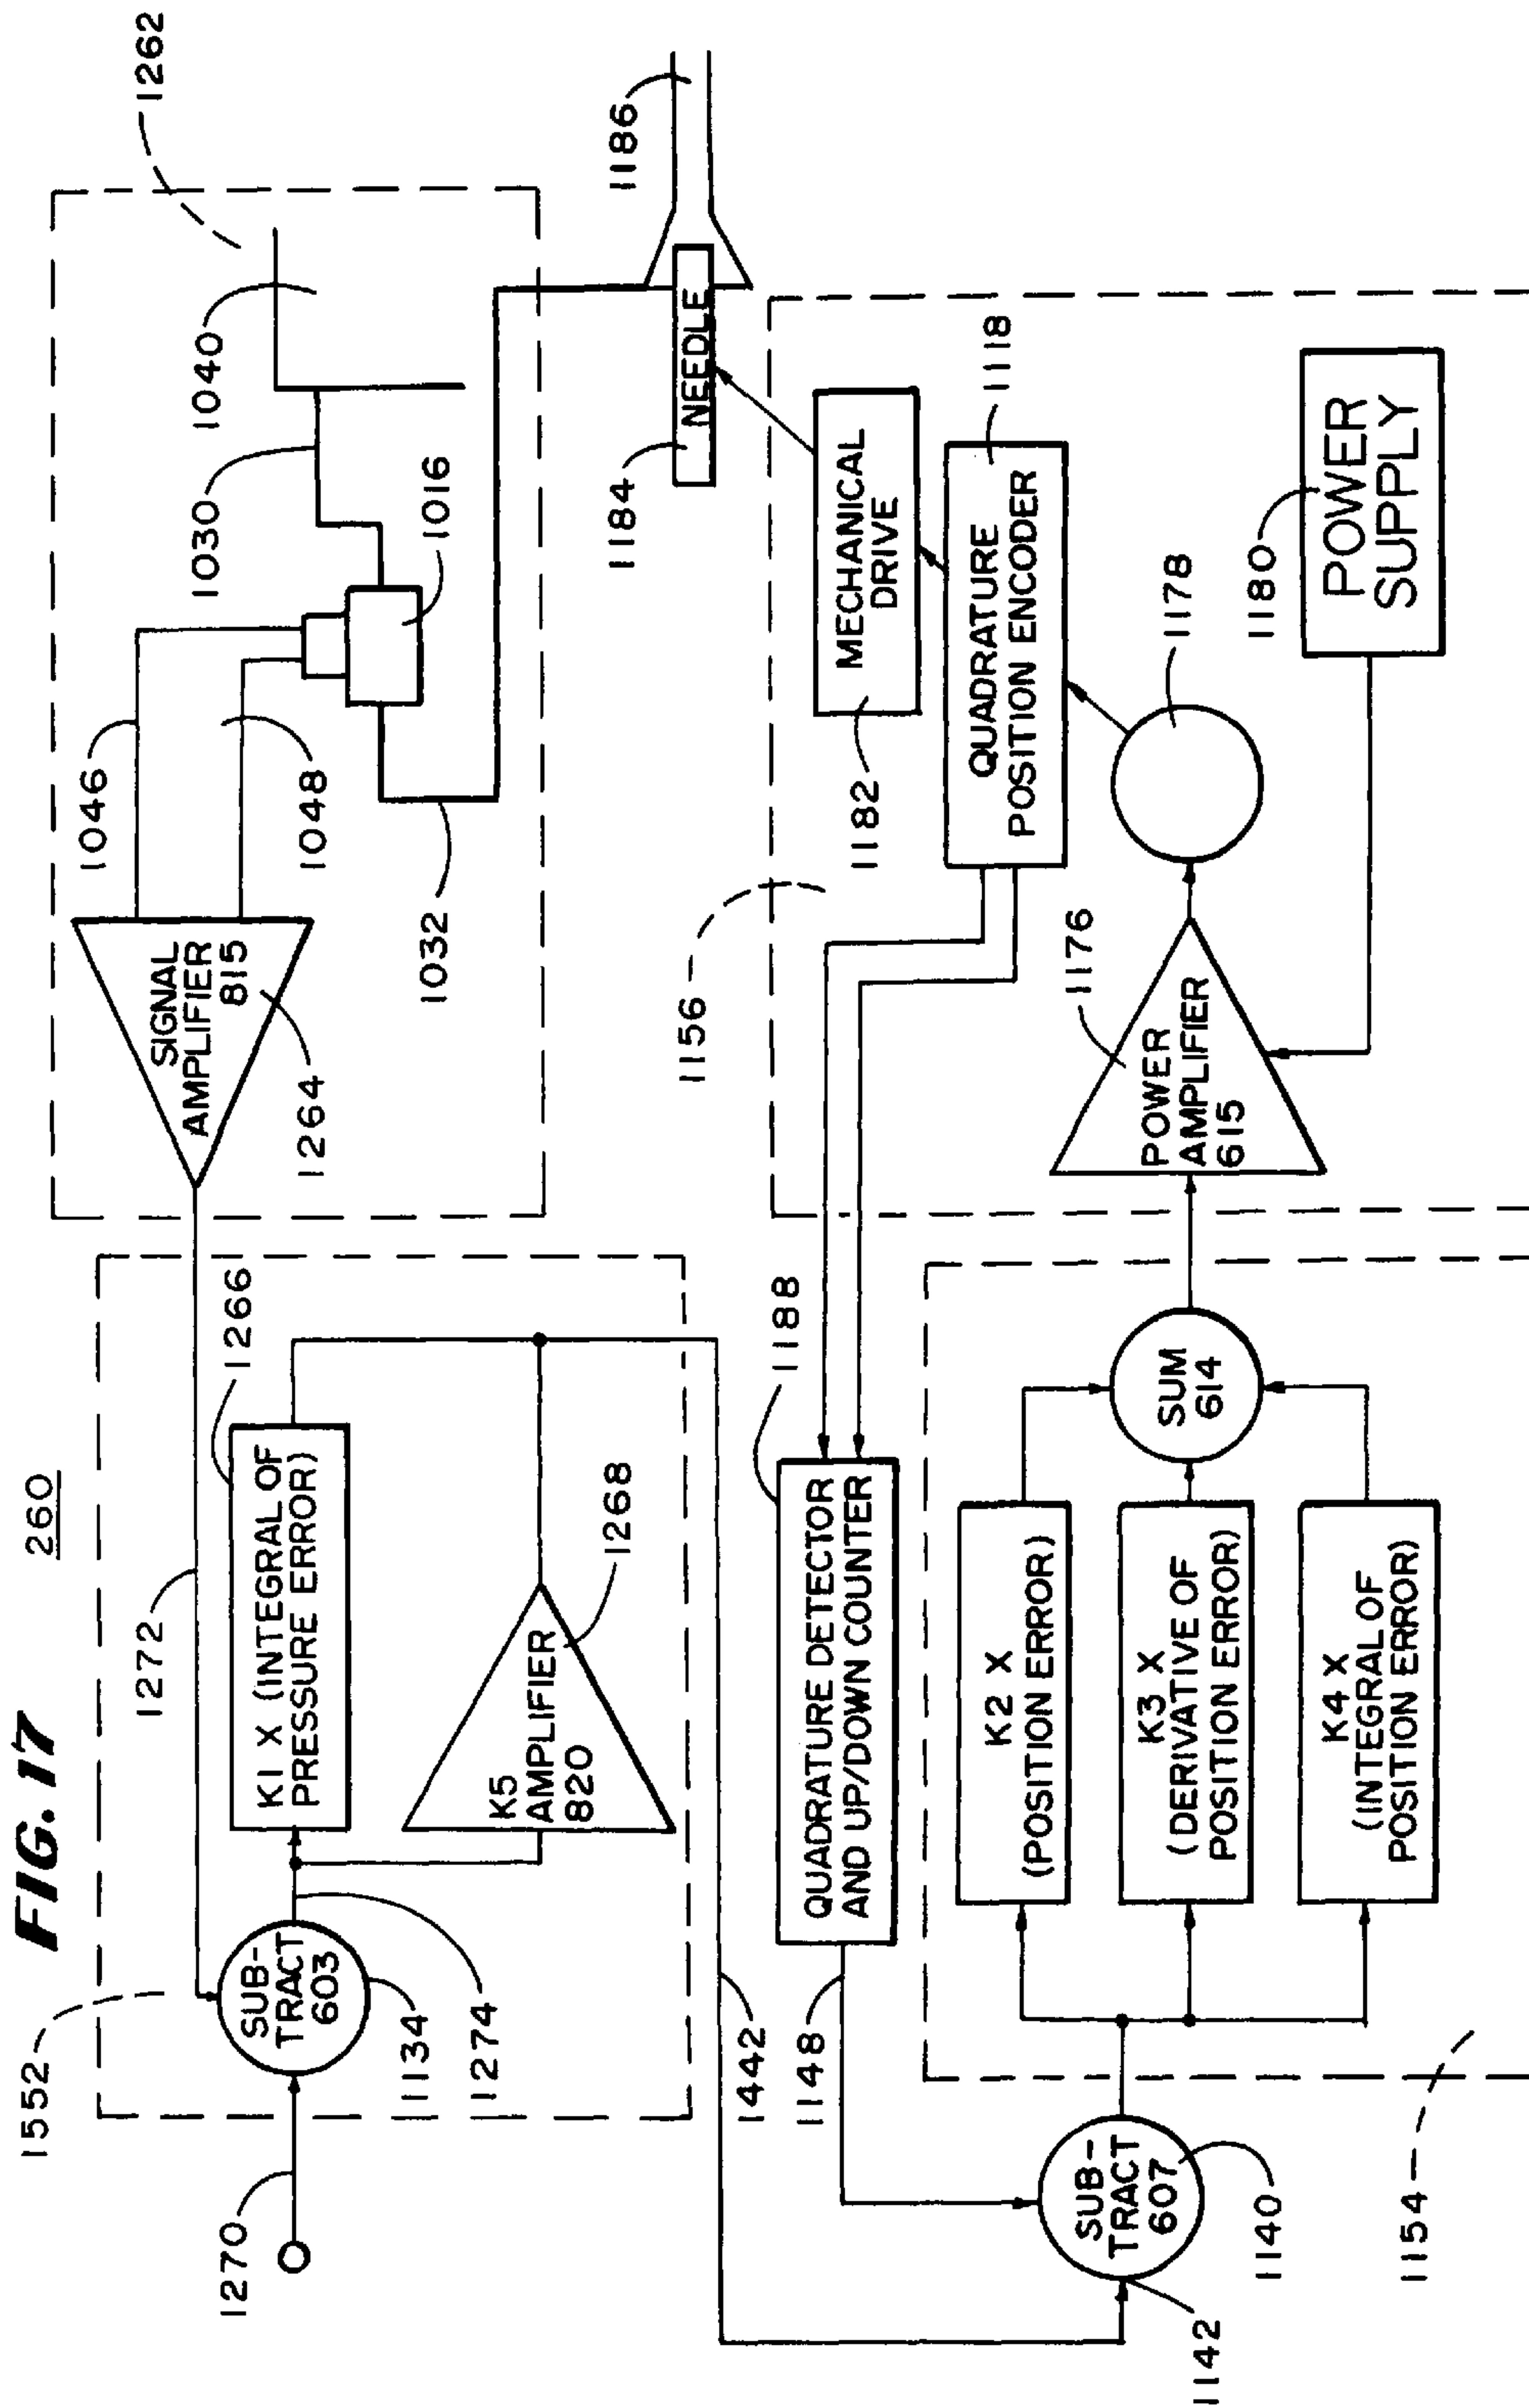 FIG. 17
260
1552
1270
SUB-
TRACT
603
1134
1274
1272
K1 X (INTEGRAL OF
PRESSURE ERROR)
1266
K5
AMPLIFIER
820
1268
SIGNAL
AMPLIFIER
815
1264
1046
1048
1032
1016
1030
1040
1262
1442
1148
QUADRATURE DETECTOR
AND UP/DOWN COUNTER
1188
1156
1184
NEEDLE
1186
MECHANICAL
DRIVE
1182
QUADRATURE
POSITION ENCODER
1118
1142
SUB-
TRACT
607
1140
1154
K2 X
(POSITION ERROR)
K3 X
(DERIVATIVE OF
POSITION ERROR)
K4 X
(INTEGRAL OF
POSITION ERROR)
SUM
614
POWER
AMPLIFIER
615
1176
1178
1180
POWER
SUPPLY